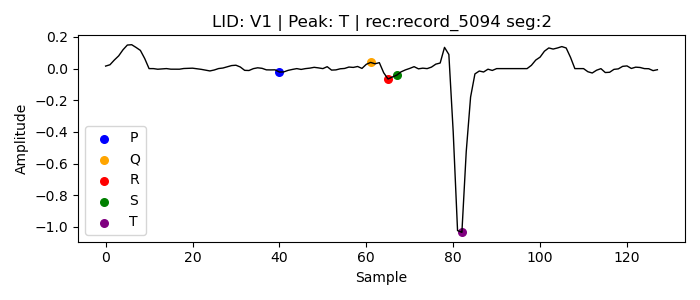 LID: V1 | Peak: T | rec:record_5094 seg:2
Amplitude
0.2
0.0
−0.2
−0.4
−0.6
−0.8
−1.0
P
Q
R
S
T
0 20 40 60 80 100 120
Sample